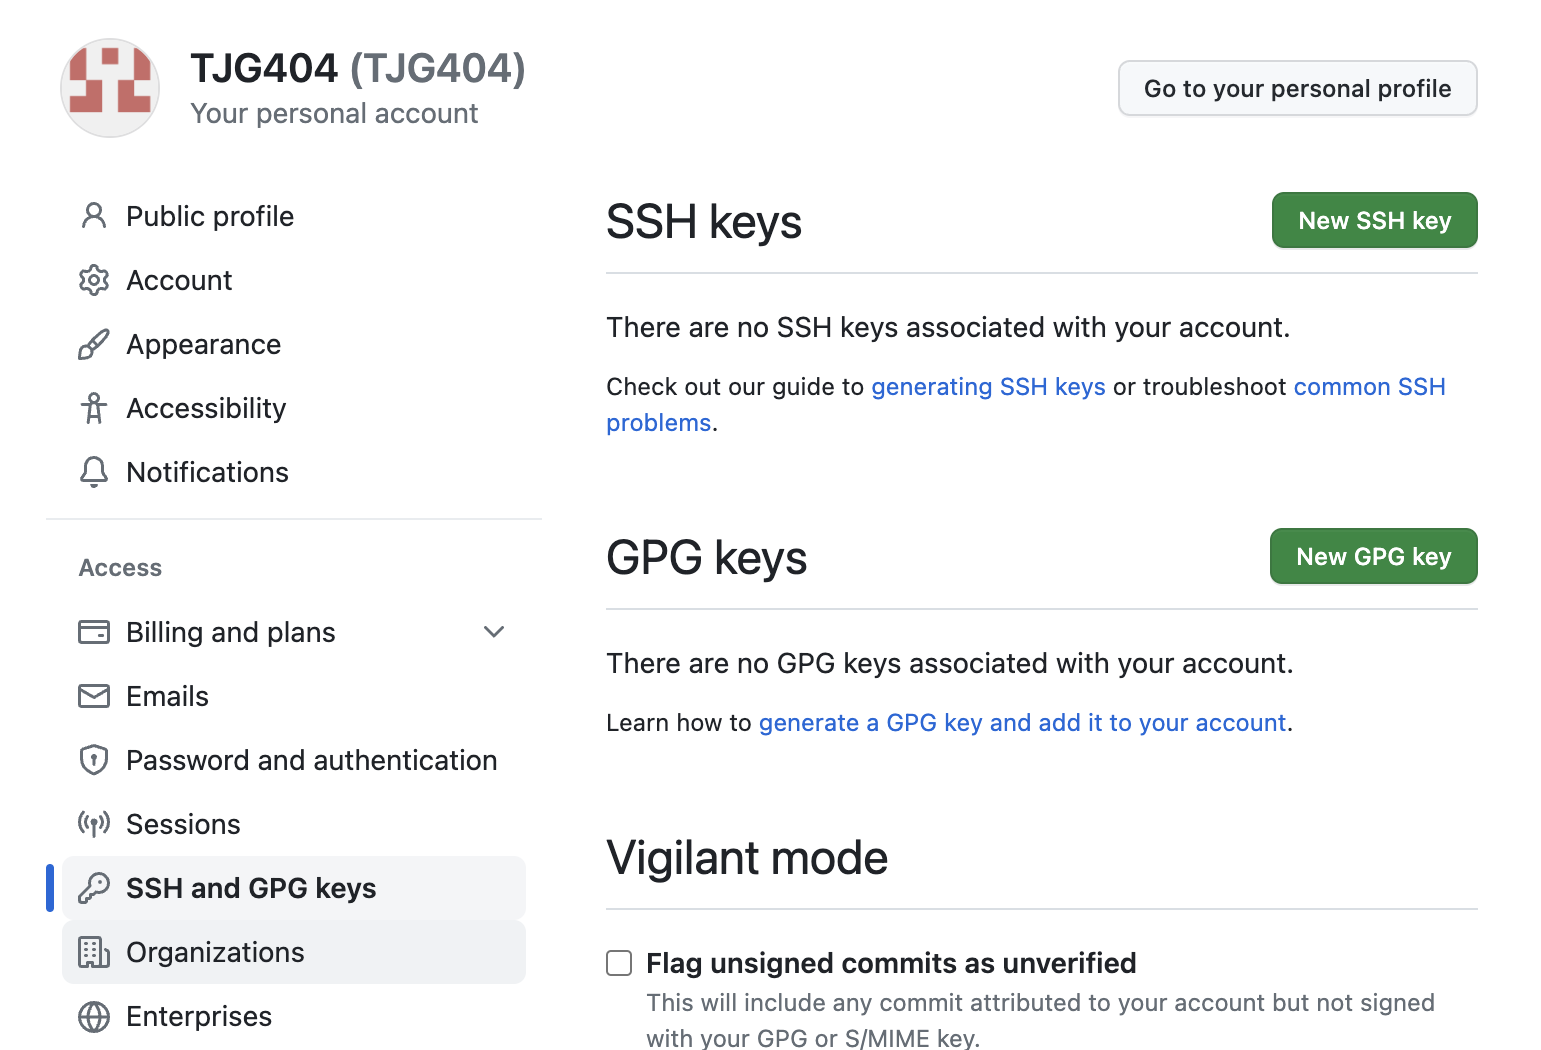 TJG404 (TJG404)
Your personal account
Go to your personal profile
Public profile
Account
Appearance
Accessibility
Notifications
Access
Billing and plans
Emails
Password and authentication
Sessions
SSH and GPG keys
Organizations
Enterprises
SSH keys
New SSH key
There are no SSH keys associated with your account.
Check out our guide to generating SSH keys or troubleshoot common SSH
problems.
GPG keys
New GPG key
There are no GPG keys associated with your account.
Learn how to generate a GPG key and add it to your account.
Vigilant mode
Flag unsigned commits as unverified
This will include any commit attributed to your account but not signed
with your GPG or S/MIME key.